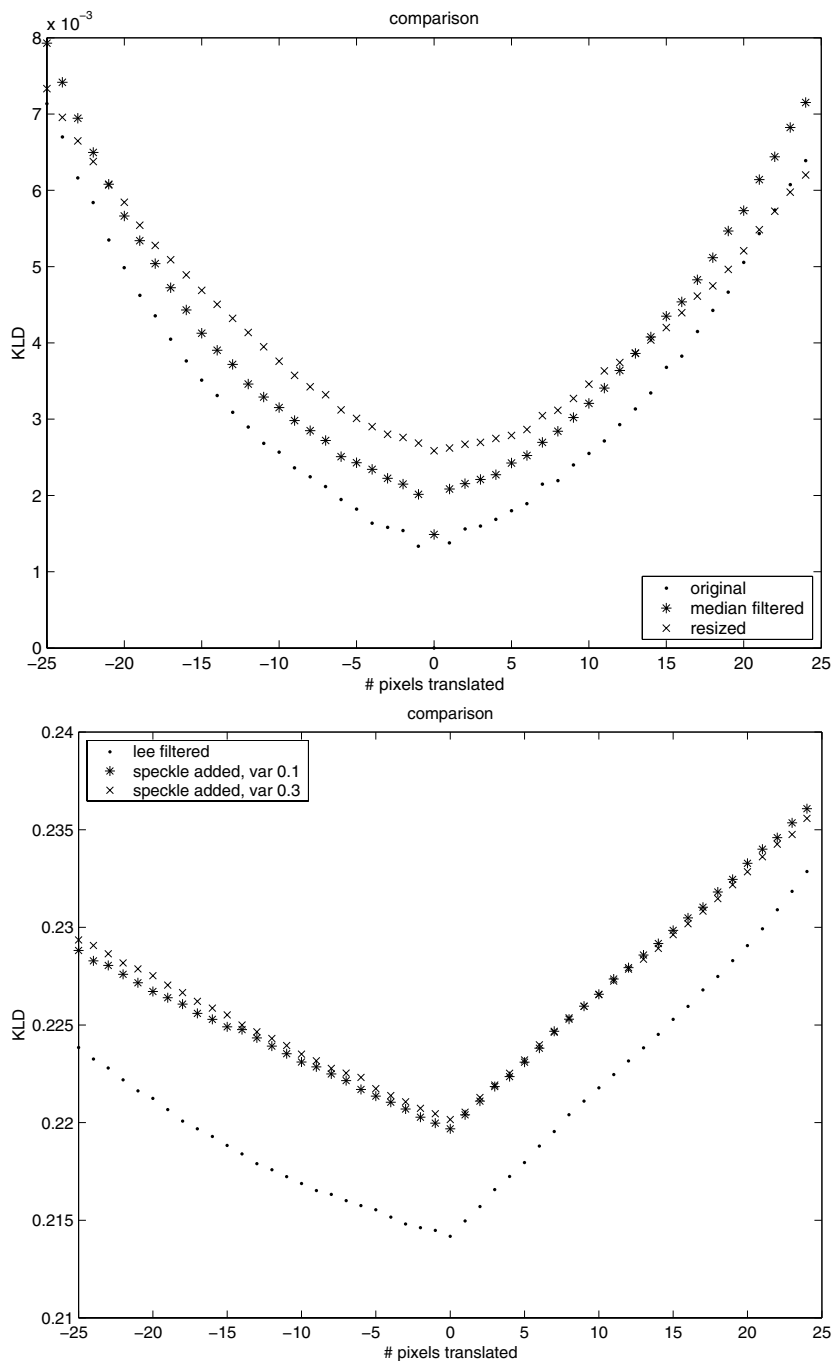 comparison
x 10⁻³
8
7
6
5
4
3
2
1
0
KLD
−25 −20 −15 −10 −5 0 5 10 15 20 25
# pixels translated
original
median filtered
resized
comparison
0.24
0.235
0.23
0.225
0.22
0.215
0.21
KLD
lee filtered
speckle added, var 0.1
speckle added, var 0.3
−25 −20 −15 −10 −5 0 5 10 15 20 25
# pixels translated